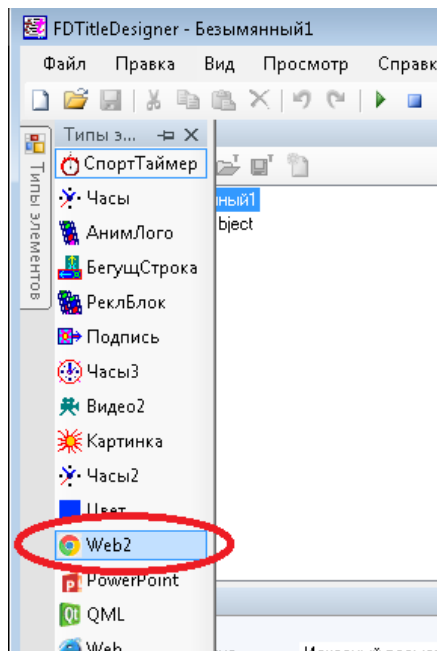 FDTitleDesigner - Безымянный1
Файл Правка Вид Просмотр Справк
Типы э...
Типы элементов
СпортТаймер
Часы
нный1
АнимЛого
bject
БегущСтрока
РеклБлок
Подпись
Часы3
Видео2
Картинка
Часы2
Цвет
Web2
PowerPoint
QML
Web